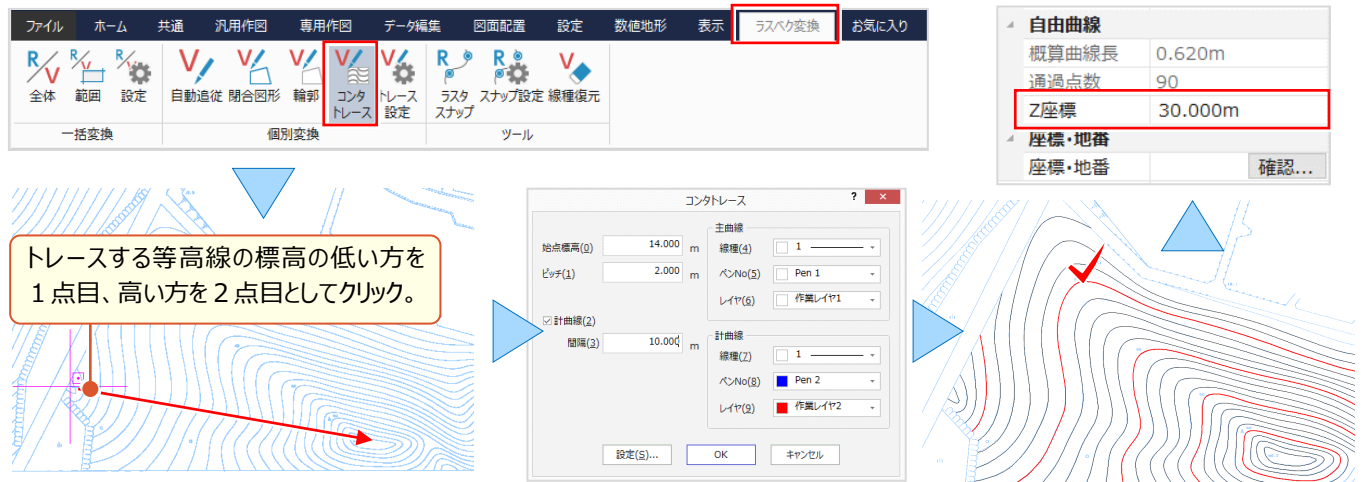 ファイル ホーム 共通 汎用作図 専用作図 データ編集 図面配置 設定 数値地形 表示 ラスベク変換 お気に入り
全体 範囲 設定 自動追従 閉合図形 輪郭 コンタ
トレース トレース
設定 ラスタ
スナップ スナップ設定 線種復元
一括変換 個別変換 ツール
自由曲線
概算曲線長 0.620m
通過点数 90
Z座標 30.000m
座標・地番
座標・地番 確認...
トレースする等高線の標高の低い方を
１点目、高い方を２点目としてクリック。
コンタトレース ? ×
始点標高(0) 14.000 m
ピッチ(1) 2.000 m
計曲線(2)
間隔(3) 10.000 m
主曲線
線種(4) 1
ペンNo(5) Pen 1
レイヤ(6) 作業レイヤ1
計曲線
線種(7) 1
ペンNo(8) Pen 2
レイヤ(9) 作業レイヤ2
設定(S)... OK キャンセル